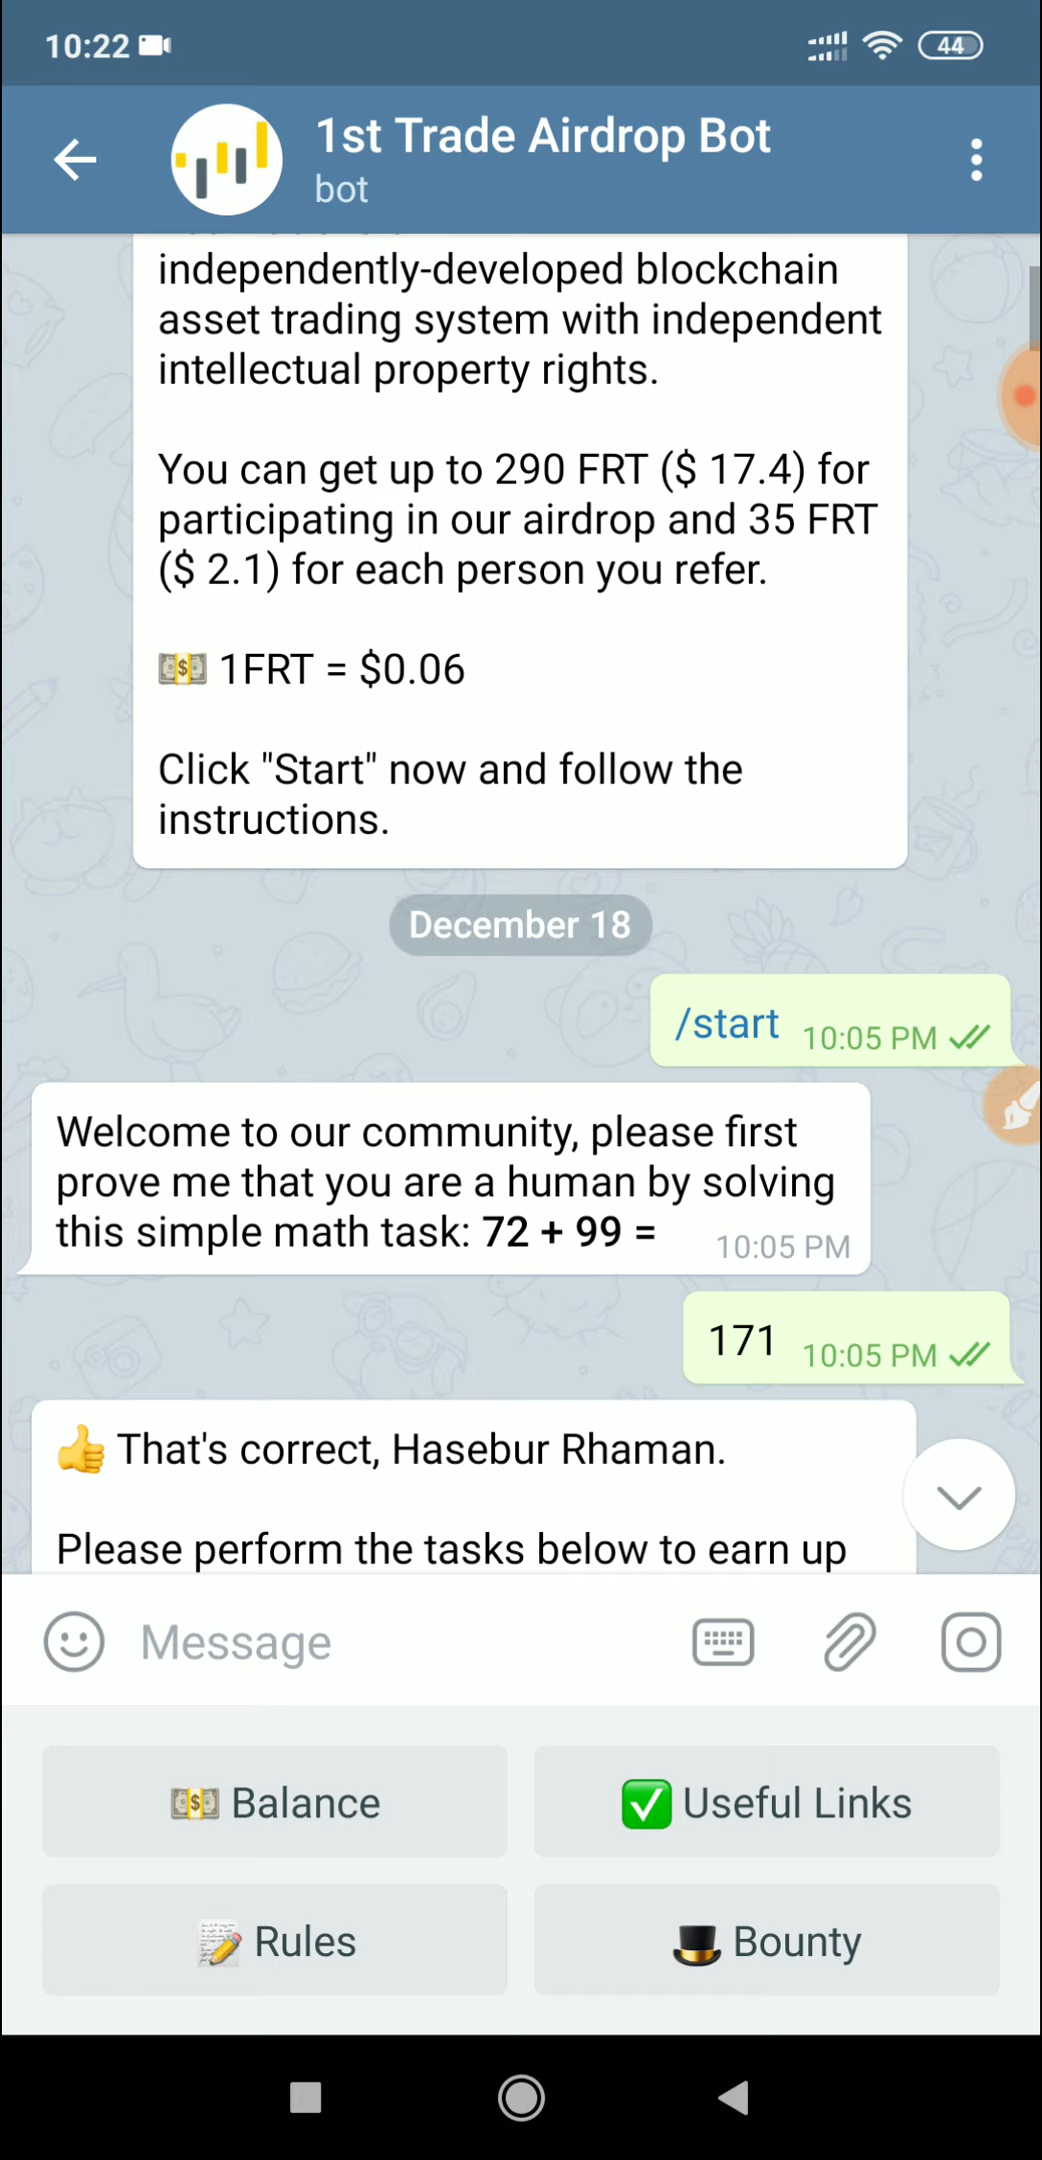 10:22
44
1st Trade Airdrop Bot
bot
independently-developed blockchain
asset trading system with independent
intellectual property rights.
You can get up to 290 FRT ($ 17.4) for
participating in our airdrop and 35 FRT
($ 2.1) for each person you refer.
1FRT = $0.06
Click "Start" now and follow the
instructions.
December 18
/start 10:05 PM
Welcome to our community, please first
prove me that you are a human by solving
this simple math task: 72 + 99 = 10:05 PM
171 10:05 PM
👍 That's correct, Hasebur Rhaman.
Please perform the tasks below to earn up
Message
Balance
Useful Links
Rules
Bounty